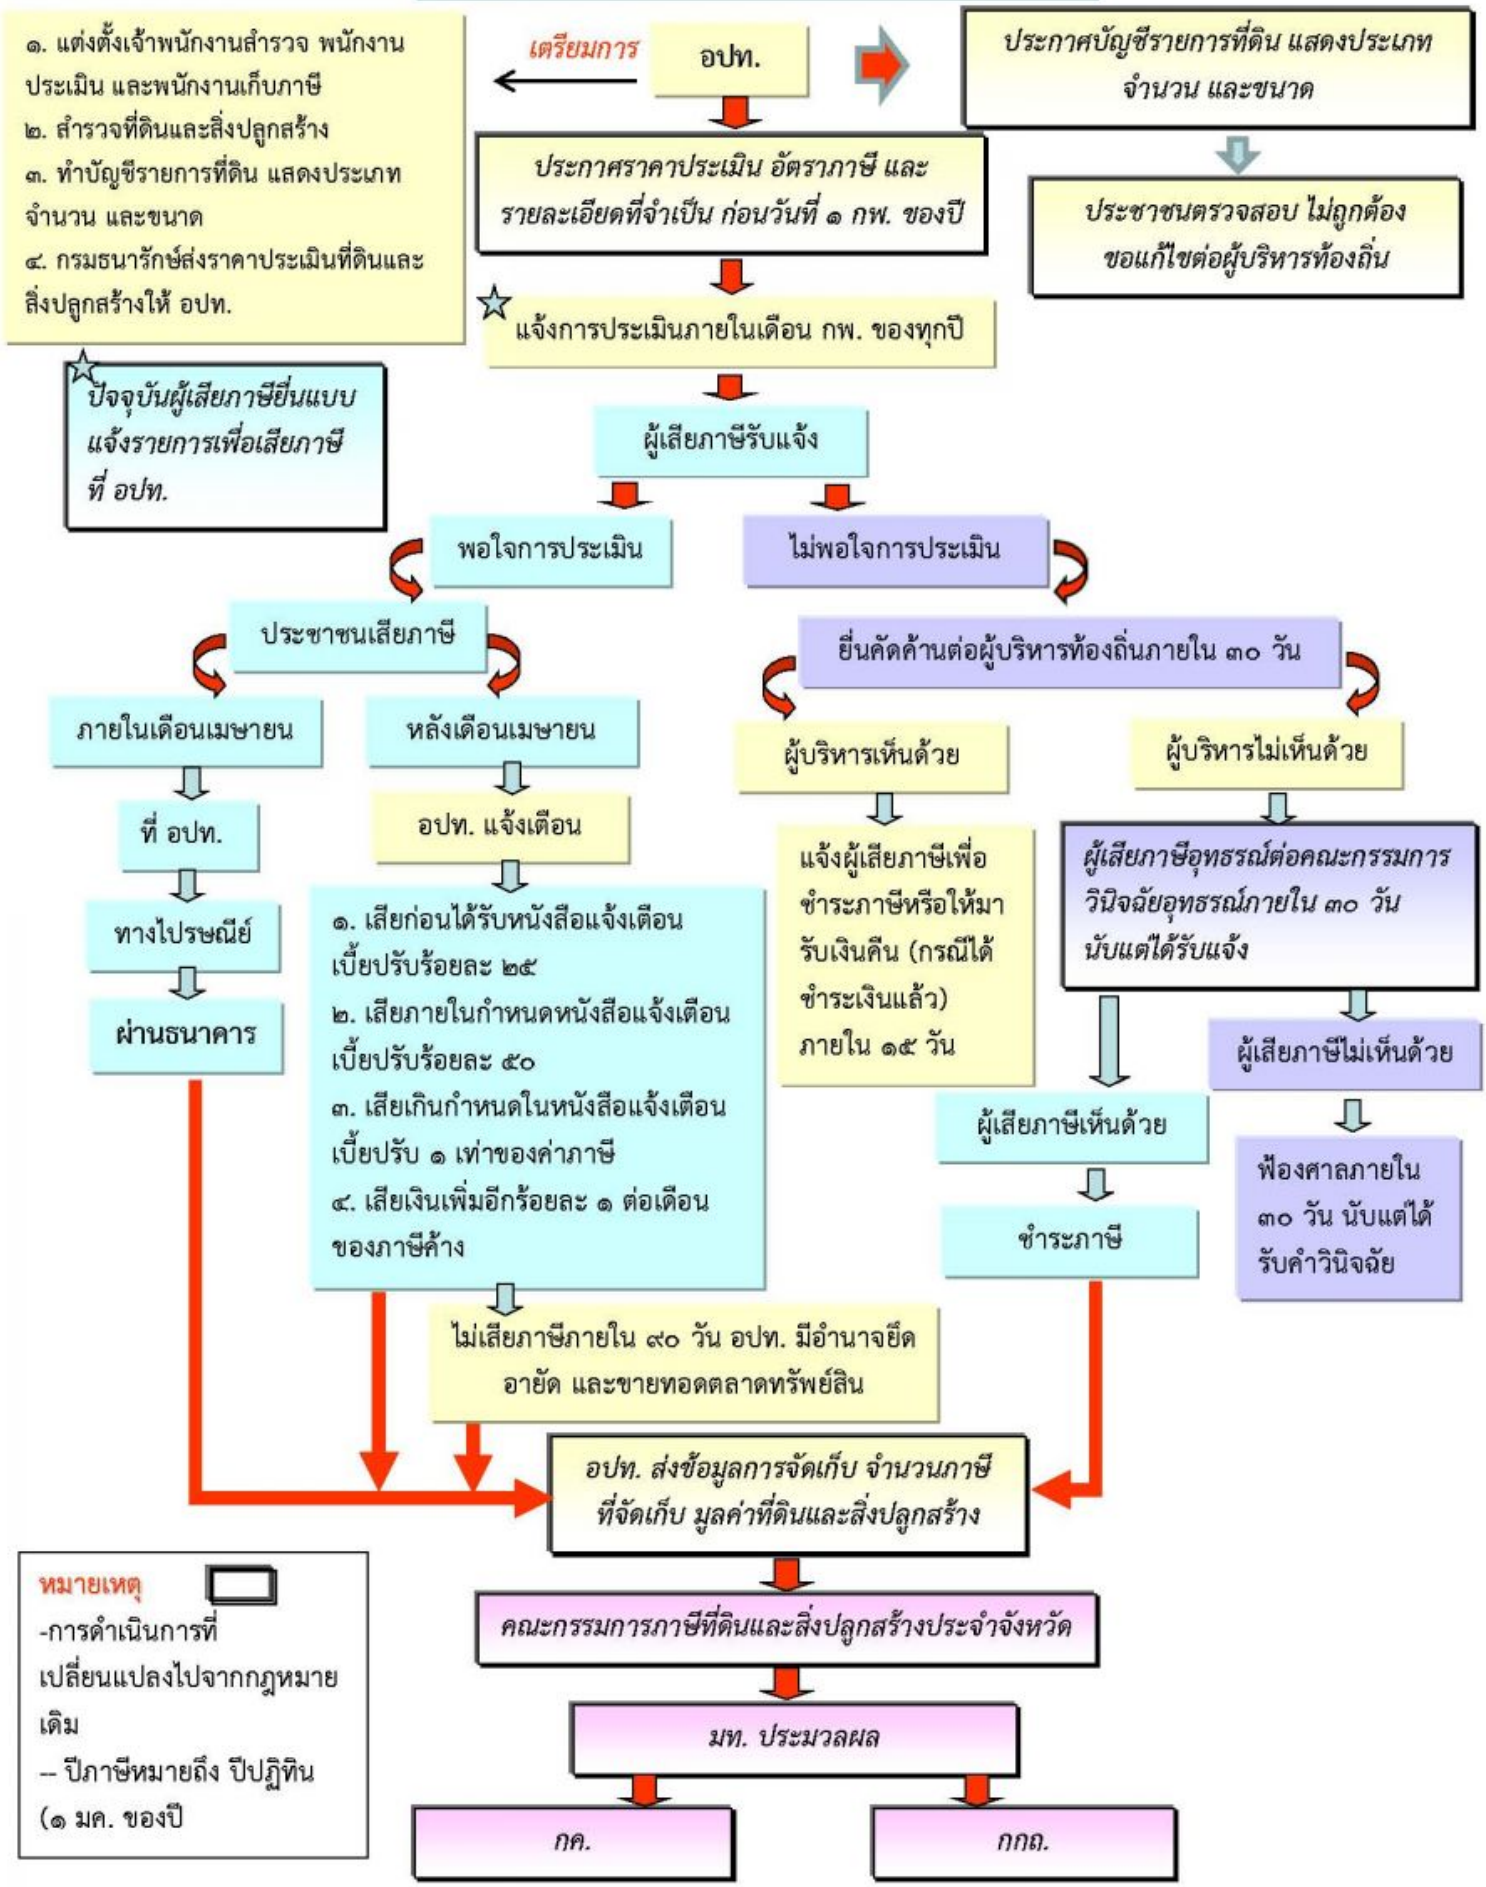 ๑. แต่งตั้งเจ้าพนักงานสำรวจ พนักงาน
ประเมิน และพนักงานเก็บภาษี
๒. สำรวจที่ดินและสิ่งปลูกสร้าง
๓. ทำบัญชีรายการที่ดิน แสดงประเภท
จำนวน และขนาด
๔. กรมธนารักษ์ส่งราคาประเมินที่ดินและ
สิ่งปลูกสร้างให้ อปท.
เตรียมการ
อปท.
ประกาศบัญชีรายการที่ดิน แสดงประเภท
จำนวน และขนาด
ประชาชนตรวจสอบ ไม่ถูกต้อง
ขอแก้ไขต่อผู้บริหารท้องถิ่น
ประกาศราคาประเมิน อัตราภาษี และ
รายละเอียดที่จำเป็น ก่อนวันที่ ๑ กพ. ของปี
แจ้งการประเมินภายในเดือน กพ. ของทุกปี
ปัจจุบันผู้เสียภาษียื่นแบบ
แจ้งรายการเพื่อเสียภาษี
ที่ อปท.
ผู้เสียภาษีรับแจ้ง
พอใจการประเมิน
ไม่พอใจการประเมิน
ประชาชนเสียภาษี
ยื่นคัดค้านต่อผู้บริหารท้องถิ่นภายใน ๓๐ วัน
ภายในเดือนเมษายน
หลังเดือนเมษายน
ผู้บริหารเห็นด้วย
ผู้บริหารไม่เห็นด้วย
ที่ อปท.
ทางไปรษณีย์
ผ่านธนาคาร
อปท. แจ้งเตือน
๑. เสียก่อนได้รับหนังสือแจ้งเตือน
เบี้ยปรับร้อยละ ๒๕
๒. เสียภายในกำหนดหนังสือแจ้งเตือน
เบี้ยปรับร้อยละ ๕๐
๓. เสียเกินกำหนดในหนังสือแจ้งเตือน
เบี้ยปรับ ๑ เท่าของค่าภาษี
๔. เสียเงินเพิ่มอีกร้อยละ ๑ ต่อเดือน
ของภาษีค้าง
แจ้งผู้เสียภาษีเพื่อ
ชำระภาษีหรือให้มา
รับเงินคืน (กรณีได้
ชำระเงินแล้ว)
ภายใน ๑๕ วัน
ผู้เสียภาษีอุทธรณ์ต่อคณะกรรมการ
วินิจฉัยอุทธรณ์ภายใน ๓๐ วัน
นับแต่ได้รับแจ้ง
ผู้เสียภาษีไม่เห็นด้วย
ผู้เสียภาษีเห็นด้วย
ชำระภาษี
ฟ้องศาลภายใน
๓๐ วัน นับแต่ได้
รับคำวินิจฉัย
ไม่เสียภาษีภายใน ๙๐ วัน อปท. มีอำนาจยึด
อายัด และขายทอดตลาดทรัพย์สิน
อปท. ส่งข้อมูลการจัดเก็บ จำนวนภาษี
ที่จัดเก็บ มูลค่าที่ดินและสิ่งปลูกสร้าง
คณะกรรมการภาษีที่ดินและสิ่งปลูกสร้างประจำจังหวัด
มท. ประมวลผล
กค.
กกถ.
หมายเหตุ
-การดำเนินการที่
เปลี่ยนแปลงไปจากกฎหมาย
เดิม
-- ปีภาษีหมายถึง ปีปฏิทิน
(๑ มค. ของปี